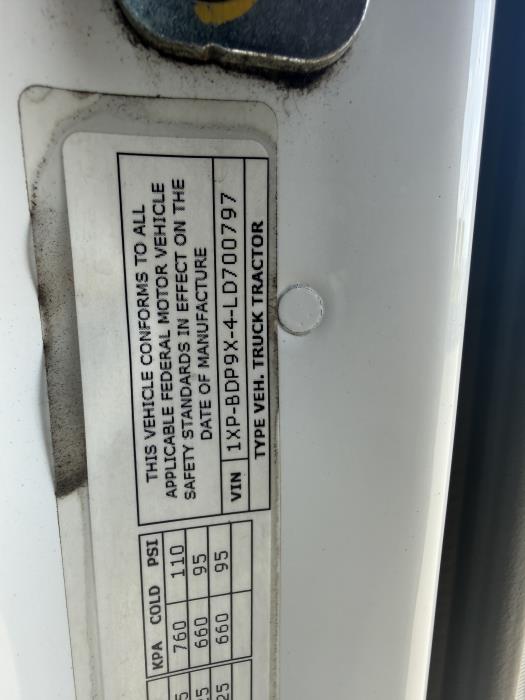 THIS VEHICLE CONFORMS TO ALL
APPLICABLE FEDERAL MOTOR VEHICLE
SAFETY STANDARDS IN EFFECT ON THE
DATE OF MANUFACTURE
VIN 1XP-BDP9X-4-LD700797
TYPE VEH. TRUCK TRACTOR
KPA COLD PSI
760 110
660 95
660 95